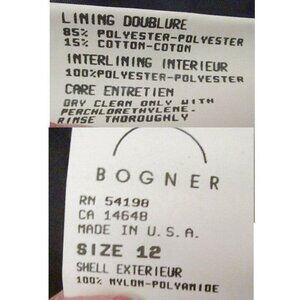 LINING DOUBLURE
85% POLYESTER-POLYESTER
15% COTTON-COTON
INTERLINING INTERIEUR
100%POLYESTER-POLYESTER
CARE ENTRETIEN
DRY CLEAN ONLY WITH
PERCHLORETHYLENE.
RINSE THOROUGHLY
BOGNER
RN 54198
CA 14648
MADE IN U.S.A.
SIZE 12
SHELL EXTERIEUR
100% NYLON-POLYAMIDE